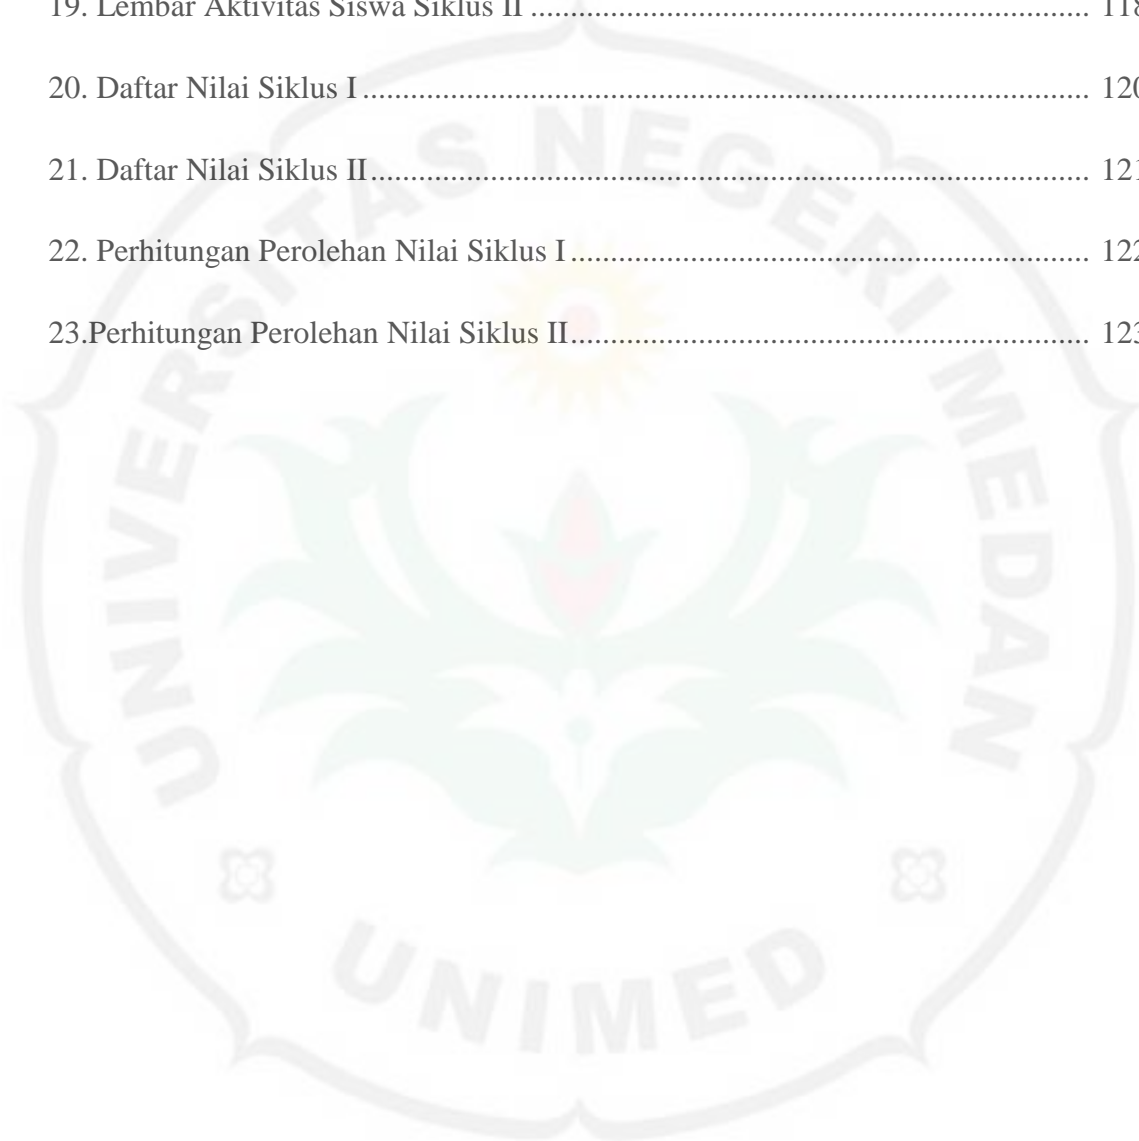 19. Lembar Aktivitas Siswa Siklus II ........................................................................ 118
20. Daftar Nilai Siklus I ............................................................................................. 120
21. Daftar Nilai Siklus II............................................................................................ 121
22. Perhitungan Perolehan Nilai Siklus I .................................................................. 122
23.Perhitungan Perolehan Nilai Siklus II.................................................................. 123
UNIVERSITAS NEGERI MEDAN
UNIMED